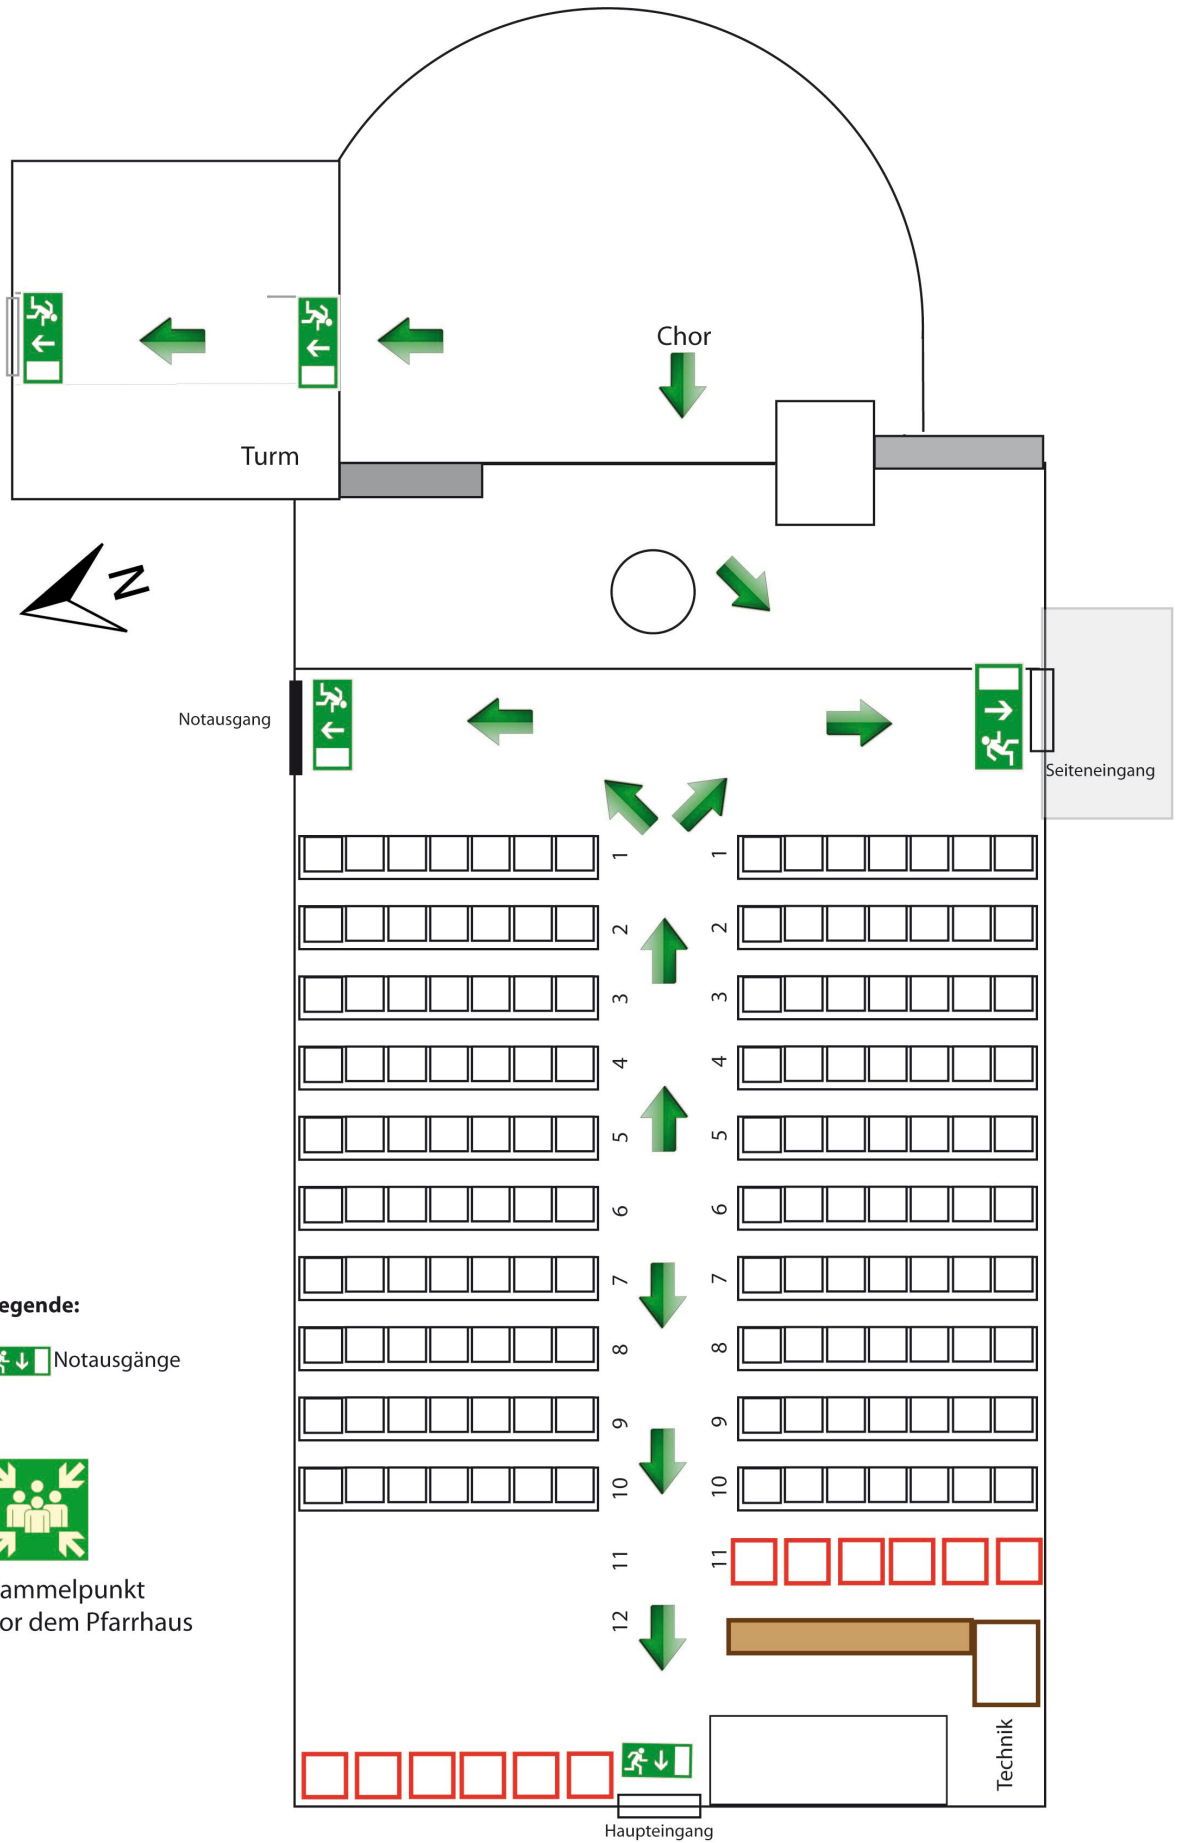 Chor
Turm
N
Notausgang
Seiteneingang
1 1
2 2
3 3
4 4
5 5
6 6
7 7
8 8
9 9
10 10
11 11
12
egende:
Notausgänge
ammelpunkt
or dem Pfarrhaus
Technik
Haupteingang